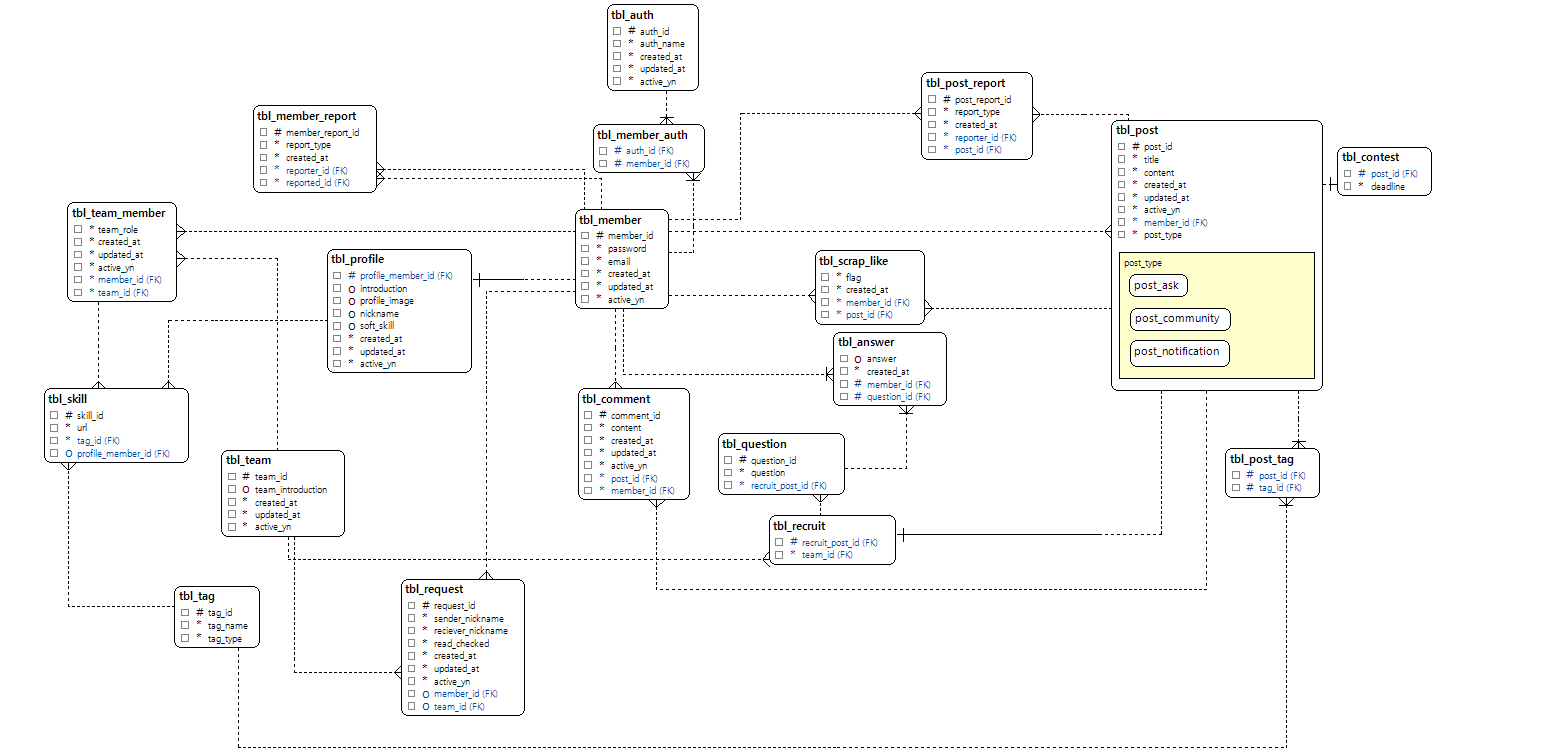 tbl_auth
# auth_id
* auth_name
* created_at
* updated_at
* active_yn
tbl_post_report
# post_report_id
* report_type
* created_at
* reporter_id (FK)
* post_id (FK)
tbl_member_report
# member_report_id
* report_type
* created_at
* reporter_id (FK)
* reported_id (FK)
tbl_member_auth
# auth_id (FK)
# member_id (FK)
tbl_post
# post_id
* title
* content
* created_at
* updated_at
* active_yn
* member_id (FK)
* post_type
post_type
post_ask
post_community
post_notification
tbl_contest
# post_id (FK)
* deadline
tbl_team_member
* team_role
* created_at
* updated_at
* active_yn
* member_id (FK)
* team_id (FK)
tbl_member
# member_id
* password
* email
* created_at
* updated_at
* active_yn
tbl_profile
# profile_member_id (FK)
o introduction
o profile_image
o nickname
o soft_skill
* created_at
* updated_at
* active_yn
tbl_scrap_like
* flag
* created_at
* member_id (FK)
* post_id (FK)
tbl_answer
o answer
* created_at
# member_id (FK)
# question_id (FK)
tbl_skill
# skill_id
* url
* tag_id (FK)
o profile_member_id (FK)
tbl_comment
# comment_id
* content
* created_at
* updated_at
* active_yn
* post_id (FK)
* member_id (FK)
tbl_question
# question_id
* question
* recruit_post_id (FK)
tbl_team
# team_id
o team_introduction
* created_at
* updated_at
* active_yn
tbl_post_tag
# post_id (FK)
# tag_id (FK)
tbl_recruit
# recruit_post_id (FK)
* team_id (FK)
tbl_tag
# tag_id
* tag_name
* tag_type
tbl_request
# request_id
* sender_nickname
* reciever_nickname
* read_checked
* created_at
* updated_at
* active_yn
o member_id (FK)
o team_id (FK)